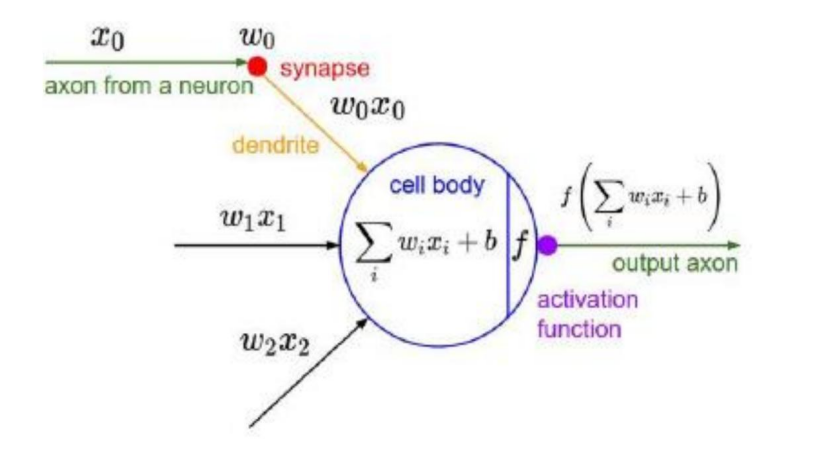 x₀ w₀
synapse
axon from a neuron
w₀x₀
dendrite
cell body
f(∑ᵢ wᵢxᵢ + b)
w₁x₁
∑ᵢ wᵢxᵢ + b f
output axon
activation
function
w₂x₂